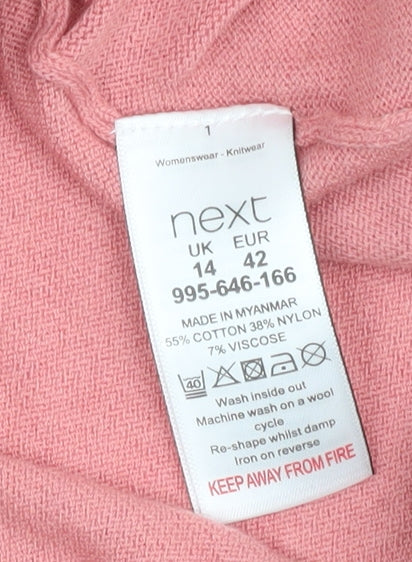 1
Womenswear - Knitwear
next
UK EUR
14 42
995-646-166
MADE IN MYANMAR
55% COTTON 38% NYLON
7% VISCOSE
40
Wash inside out
Machine wash on a wool
cycle
Re-shape whilst damp
Iron on reverse
KEEP AWAY FROM FIRE